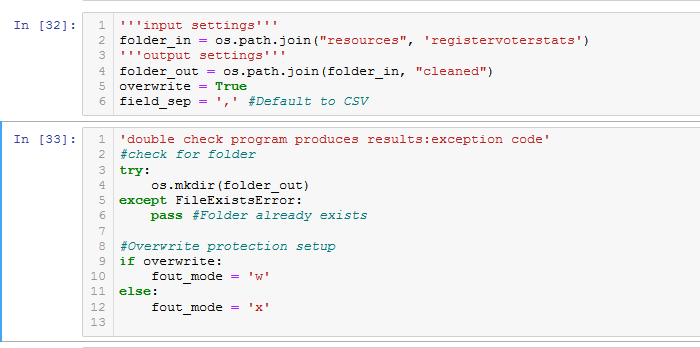 In [32]:
1 '''input settings'''
2 folder_in = os.path.join("resources", 'registervoterstats')
3 '''output settings'''
4 folder_out = os.path.join(folder_in, "cleaned")
5 overwrite = True
6 field_sep = ',' #Default to CSV
In [33]:
1 'double check program produces results:exception code'
2 #check for folder
3 try:
4     os.mkdir(folder_out)
5 except FileExistsError:
6     pass #Folder already exists
7
8 #Overwrite protection setup
9 if overwrite:
10     fout_mode = 'w'
11 else:
12     fout_mode = 'x'
13